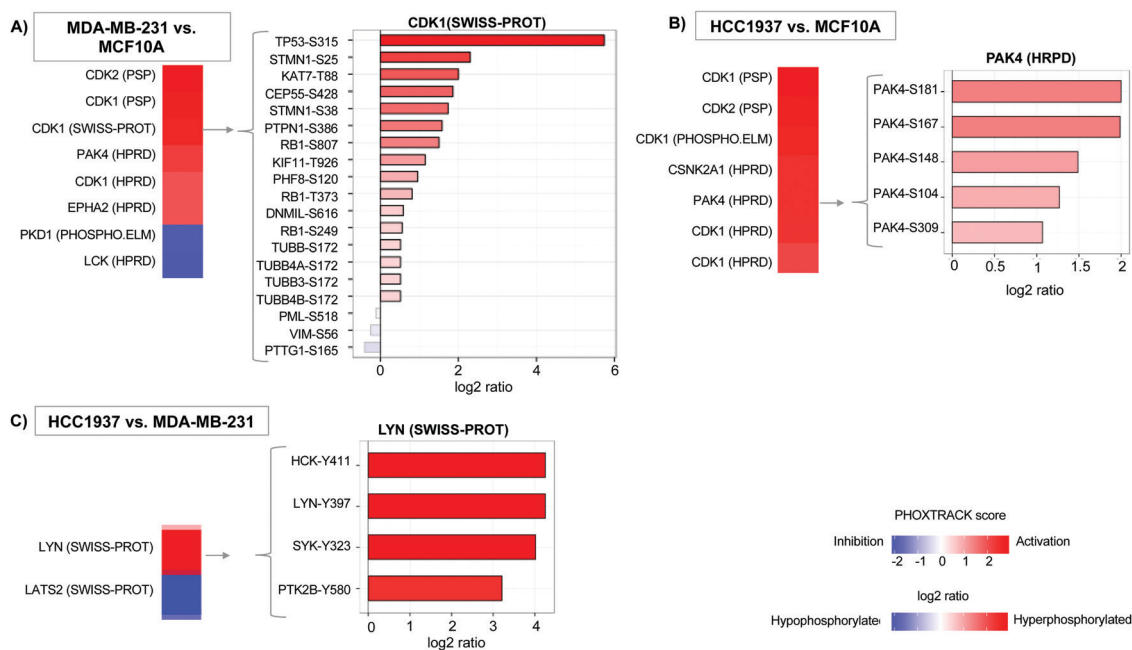 A)
MDA-MB-231 vs.
MCF10A
CDK2 (PSP)
CDK1 (PSP)
CDK1 (SWISS-PROT)
PAK4 (HPRD)
CDK1 (HPRD)
EPHA2 (HPRD)
PKD1 (PHOSPHO.ELM)
LCK (HPRD)
CDK1(SWISS-PROT)
TP53-S315
STMN1-S25
KAT7-T88
CEP55-S428
STMN1-S38
PTPN1-S386
RB1-S807
KIF11-T926
PHF8-S120
RB1-T373
DNMIL-S616
RB1-S249
TUBB-S172
TUBB4A-S172
TUBB3-S172
TUBB4B-S172
PML-S518
VIM-S56
PTTG1-S165
0 2 4 6
log2 ratio
B)
HCC1937 vs. MCF10A
CDK1 (PSP)
CDK2 (PSP)
CDK1 (PHOSPHO.ELM)
CSNK2A1 (HPRD)
PAK4 (HPRD)
CDK1 (HPRD)
CDK1 (HPRD)
PAK4 (HRPD)
PAK4-S181
PAK4-S167
PAK4-S148
PAK4-S104
PAK4-S309
0 0.5 1 1.5 2
log2 ratio
C)
HCC1937 vs. MDA-MB-231
LYN (SWISS-PROT)
LATS2 (SWISS-PROT)
LYN (SWISS-PROT)
HCK-Y411
LYN-Y397
SYK-Y323
PTK2B-Y580
0 1 2 3 4
log2 ratio
PHOXTRACK score
Inhibition Activation
-2 -1 0 1 2
log2 ratio
Hypophosphorylated Hyperphosphorylated
-2 -1 0 1 2